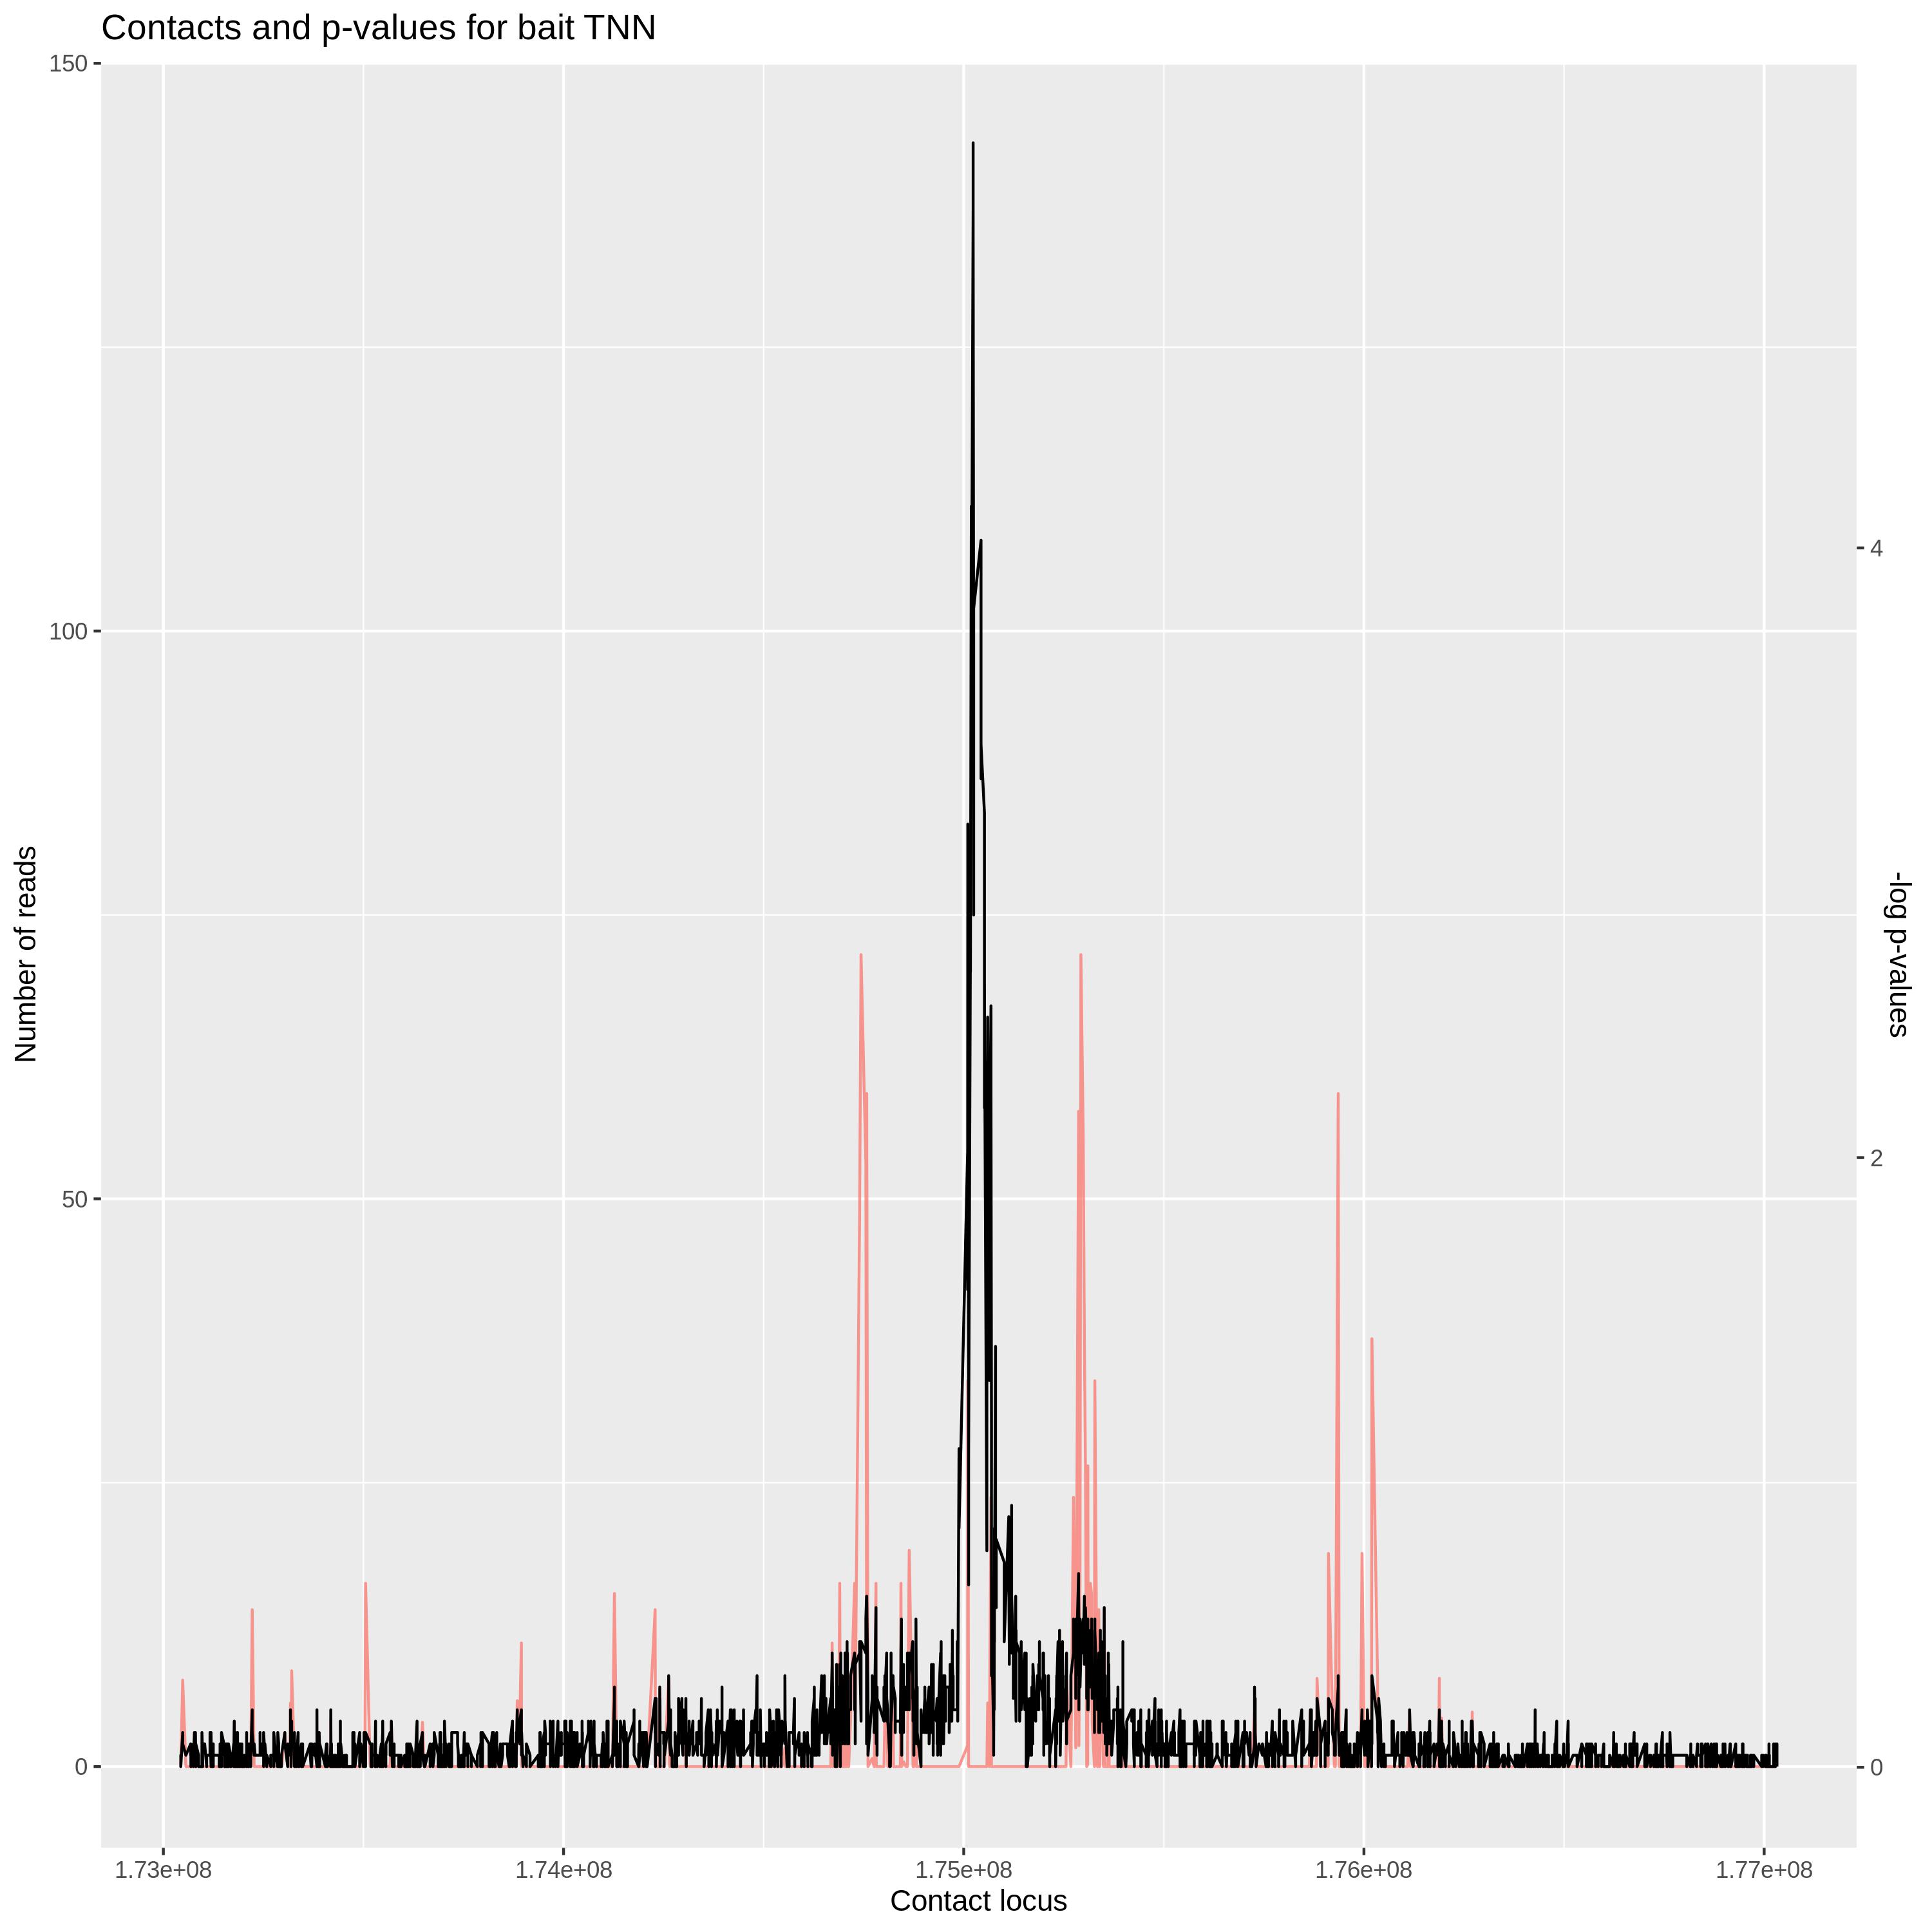 Contacts and p-values for bait TNN
150
100
50
0
Number of reads
4
2
0
-log p-values
1.73e+08
1.74e+08
1.75e+08
1.76e+08
1.77e+08
Contact locus